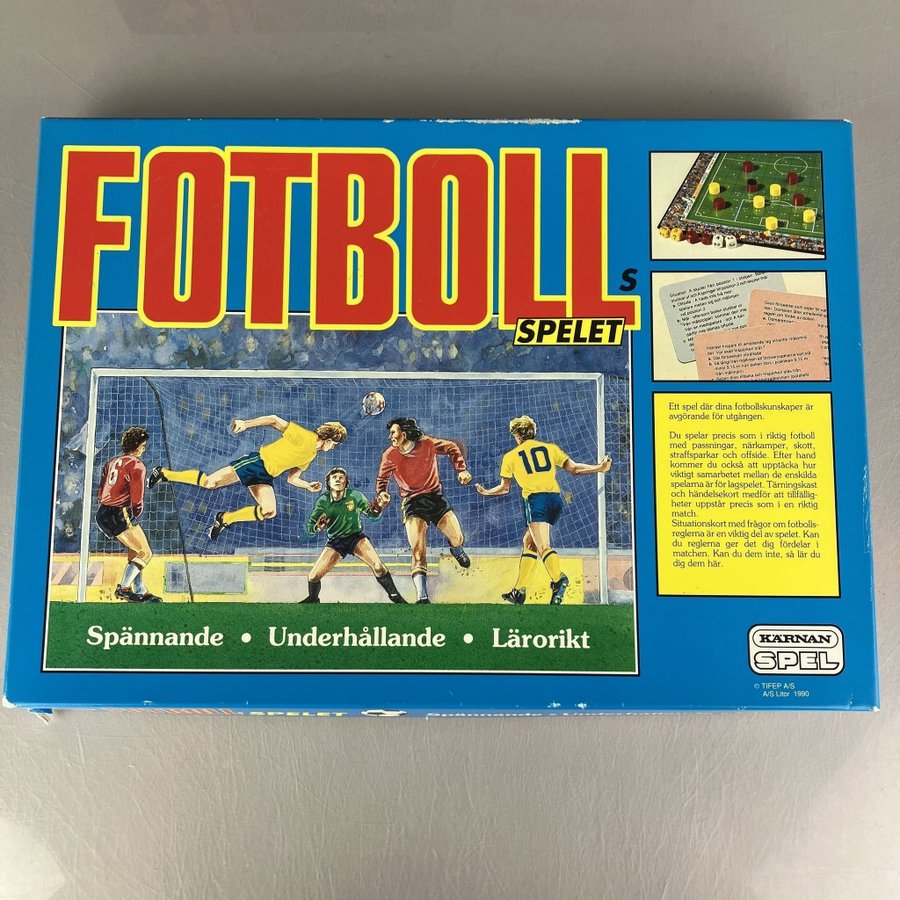 FOTBOLL
S
SPELET
6
10
Spännande • Underhållande • Lärorikt
Ett spel där dina fotbollskunskaper är
avgörande för utgången.
Du spelar precis som i riktig fotboll
med passningar, närkamper, skott,
straffsparkar och offside. Efter hand
kommer du också att upptäcka hur
viktigt samarbetet mellan de enskilda
spelarna är för lagspelet. Tärningskast
och händelsekort medför att tillfällig-
heter uppstår precis som i en riktig
match.
Situationskort med frågor om fotbolls-
reglerna är en viktig del av spelet. Kan
du reglerna ger det dig fördelar i
matchen. Kan du dem inte, så lär du
dig dem här.
KÄRNAN
SPEL
© TIFEP A/S
A/S Litor 1990
SPELET
Spännande